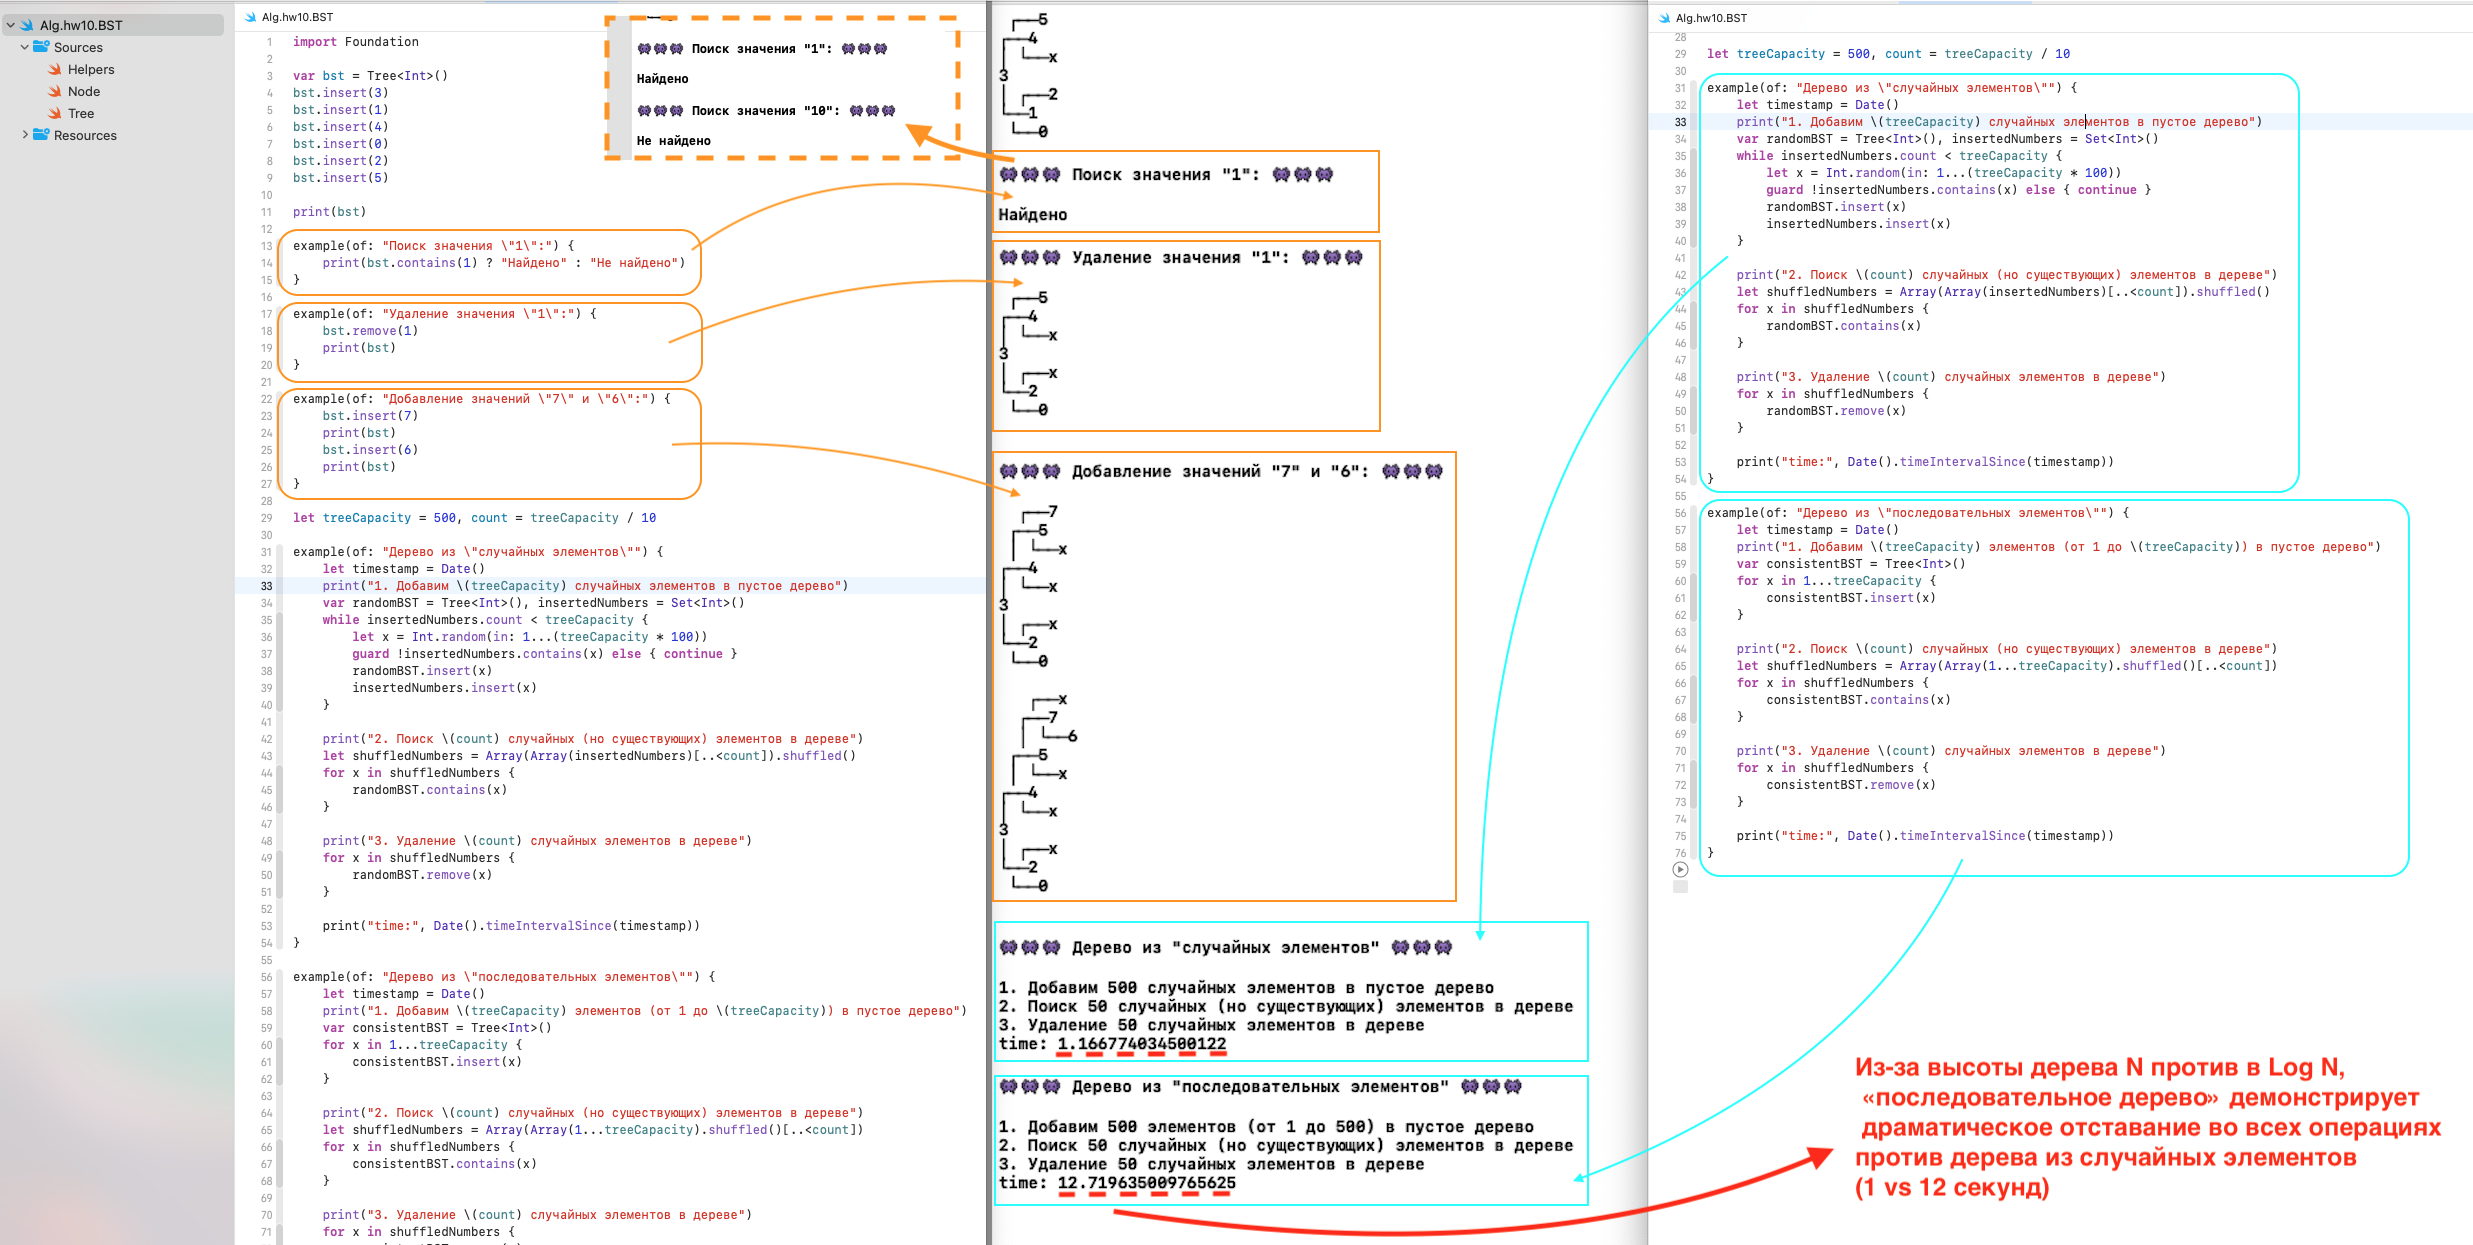 Alg.hw10.BST
Sources
Helpers
Node
Tree
Resources
Alg.hw10.BST
1 import Foundation
2
3 var bst = Tree<Int>()
4 bst.insert(3)
5 bst.insert(1)
6 bst.insert(4)
7 bst.insert(0)
8 bst.insert(2)
9 bst.insert(5)
10
11 print(bst)
12
13 example(of: "Поиск значения \"1\":") {
14 print(bst.contains(1) ? "Найдено" : "Не найдено")
15 }
16
17 example(of: "Удаление значения \"1\":") {
18 bst.remove(1)
19 print(bst)
20 }
21
22 example(of: "Добавление значений \"7\" и \"6\":") {
23 bst.insert(7)
24 print(bst)
25 bst.insert(6)
26 print(bst)
27 }
28
29 let treeCapacity = 500, count = treeCapacity / 10
30
31 example(of: "Дерево из \"случайных элементов\"") {
32 let timestamp = Date()
33 print("1. Добавим \(treeCapacity) случайных элементов в пустое дерево")
34 var randomBST = Tree<Int>(), insertedNumbers = Set<Int>()
35 while insertedNumbers.count < treeCapacity {
36 let x = Int.random(in: 1...(treeCapacity * 100))
37 guard !insertedNumbers.contains(x) else { continue }
38 randomBST.insert(x)
39 insertedNumbers.insert(x)
40 }
41
42 print("2. Поиск \(count) случайных (но существующих) элементов в дереве")
43 let shuffledNumbers = Array(Array(insertedNumbers)[..<count]).shuffled()
44 for x in shuffledNumbers {
45 randomBST.contains(x)
46 }
47
48 print("3. Удаление \(count) случайных элементов в дереве")
49 for x in shuffledNumbers {
50 randomBST.remove(x)
51 }
52
53 print("time:", Date().timeIntervalSince(timestamp))
54 }
55
56 example(of: "Дерево из \"последовательных элементов\"") {
57 let timestamp = Date()
58 print("1. Добавим \(treeCapacity) элементов (от 1 до \(treeCapacity)) в пустое дерево")
59 var consistentBST = Tree<Int>()
60 for x in 1...treeCapacity {
61 consistentBST.insert(x)
62 }
63
64 print("2. Поиск \(count) случайных (но существующих) элементов в дереве")
65 let shuffledNumbers = Array(Array(1...treeCapacity).shuffled()[..<count])
66 for x in shuffledNumbers {
67 consistentBST.contains(x)
68 }
69
70 print("3. Удаление \(count) случайных элементов в дереве")
71 for x in shuffledNumbers {
👾👾👾 Поиск значения "1": 👾👾👾
Найдено
👾👾👾 Поиск значения "10": 👾👾👾
Не найдено
┌──5
┌──4
│ └──x
3
│ ┌──2
└──1
└──0
👾👾👾 Поиск значения "1": 👾👾👾
Найдено
👾👾👾 Удаление значения "1": 👾👾👾
┌──5
┌──4
│ └──x
3
│ ┌──x
└──2
└──0
👾👾👾 Добавление значений "7" и "6": 👾👾👾
┌──7
┌──5
│ └──x
┌──4
│ └──x
3
│ ┌──x
└──2
└──0
┌──x
┌──7
│ └──6
┌──5
│ └──x
┌──4
│ └──x
3
│ ┌──x
└──2
└──0
👾👾👾 Дерево из "случайных элементов" 👾👾👾
1. Добавим 500 случайных элементов в пустое дерево
2. Поиск 50 случайных (но существующих) элементов в дереве
3. Удаление 50 случайных элементов в дереве
time: 1.166774034500122
👾👾👾 Дерево из "последовательных элементов" 👾👾👾
1. Добавим 500 элементов (от 1 до 500) в пустое дерево
2. Поиск 50 случайных (но существующих) элементов в дереве
3. Удаление 50 случайных элементов в дереве
time: 12.719635009765625
Alg.hw10.BST
28
29 let treeCapacity = 500, count = treeCapacity / 10
30
31 example(of: "Дерево из \"случайных элементов\"") {
32 let timestamp = Date()
33 print("1. Добавим \(treeCapacity) случайных элементов в пустое дерево")
34 var randomBST = Tree<Int>(), insertedNumbers = Set<Int>()
35 while insertedNumbers.count < treeCapacity {
36 let x = Int.random(in: 1...(treeCapacity * 100))
37 guard !insertedNumbers.contains(x) else { continue }
38 randomBST.insert(x)
39 insertedNumbers.insert(x)
40 }
41
42 print("2. Поиск \(count) случайных (но существующих) элементов в дереве")
43 let shuffledNumbers = Array(Array(insertedNumbers)[..<count]).shuffled()
44 for x in shuffledNumbers {
45 randomBST.contains(x)
46 }
47
48 print("3. Удаление \(count) случайных элементов в дереве")
49 for x in shuffledNumbers {
50 randomBST.remove(x)
51 }
52
53 print("time:", Date().timeIntervalSince(timestamp))
54 }
55
56 example(of: "Дерево из \"последовательных элементов\"") {
57 let timestamp = Date()
58 print("1. Добавим \(treeCapacity) элементов (от 1 до \(treeCapacity)) в пустое дерево")
59 var consistentBST = Tree<Int>()
60 for x in 1...treeCapacity {
61 consistentBST.insert(x)
62 }
63
64 print("2. Поиск \(count) случайных (но существующих) элементов в дереве")
65 let shuffledNumbers = Array(Array(1...treeCapacity).shuffled()[..<count])
66 for x in shuffledNumbers {
67 consistentBST.contains(x)
68 }
69
70 print("3. Удаление \(count) случайных элементов в дереве")
71 for x in shuffledNumbers {
72 consistentBST.remove(x)
73 }
74
75 print("time:", Date().timeIntervalSince(timestamp))
76 }
Из-за высоты дерева N против в Log N,
«последовательное дерево» демонстрирует
драматическое отставание во всех операциях
против дерева из случайных элементов
(1 vs 12 секунд)